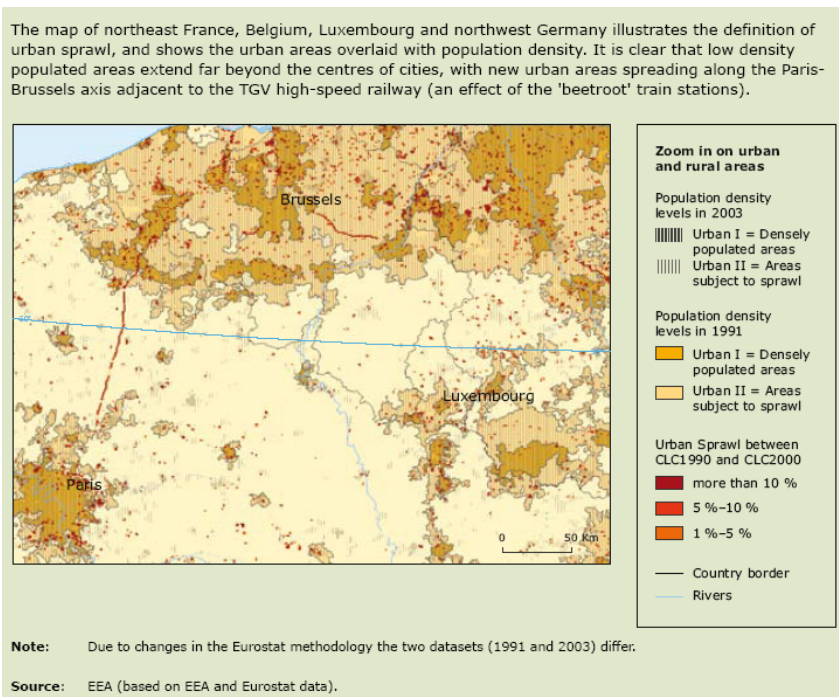 The map of northeast France, Belgium, Luxembourg and northwest Germany illustrates the definition of
urban sprawl, and shows the urban areas overlaid with population density. It is clear that low density
populated areas extend far beyond the centres of cities, with new urban areas spreading along the Paris-
Brussels axis adjacent to the TGV high-speed railway (an effect of the 'beetroot' train stations).
Brussels
Luxembourg
Paris
0 50 Km
Zoom in on urban
and rural areas
Population density
levels in 2003
Urban I = Densely
populated areas
Urban II = Areas
subject to sprawl
Population density
levels in 1991
Urban I = Densely
populated areas
Urban II = Areas
subject to sprawl
Urban Sprawl between
CLC1990 and CLC2000
more than 10 %
5 %–10 %
1 %–5 %
Country border
Rivers
Note: Due to changes in the Eurostat methodology the two datasets (1991 and 2003) differ.
Source: EEA (based on EEA and Eurostat data).